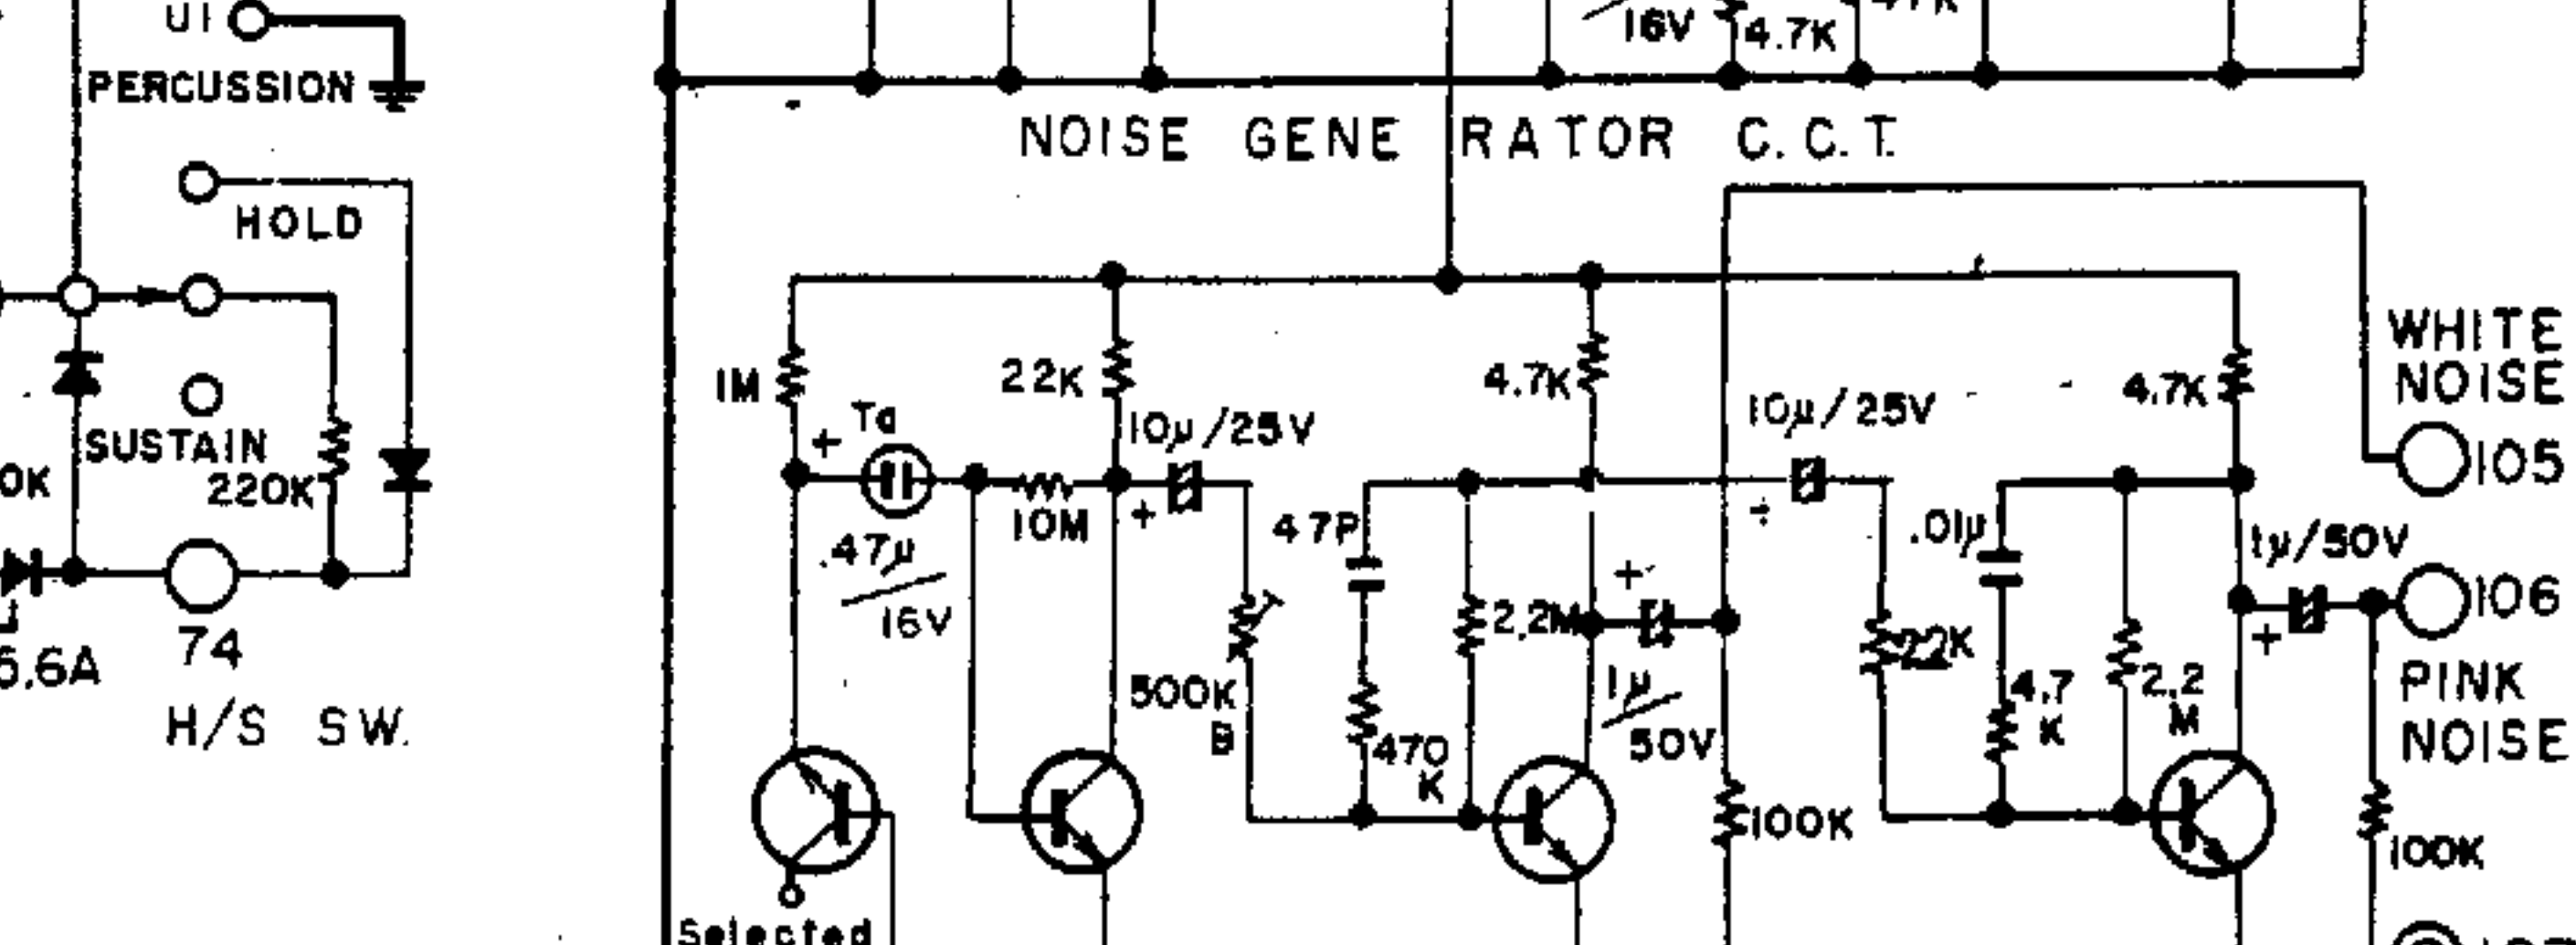 UI
PERCUSSION
HOLD
SUSTAIN
220K
74
5.6A
H/S SW.
16V
4.7K
NOISE GENE RATOR C.C.T.
1M
22K
4.7K
4.7K
+
Ta
.47μ
16V
10M
10μ/25V
+
500K
B
47P
470
K
2.2M
+
1μ
50V
10μ/25V
+
100K
22K
.01μ
4.7
K
2.2
M
1μ/50V
+
100K
WHITE
NOISE
105
106
PINK
NOISE
Selected